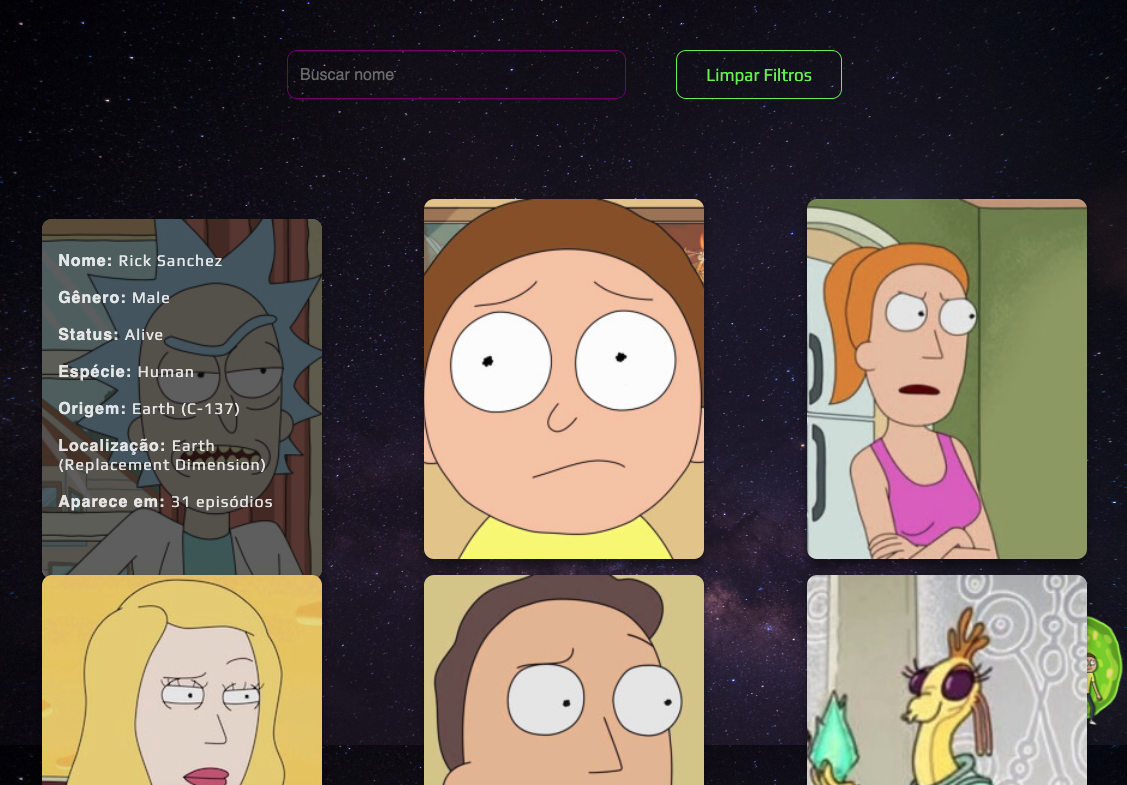 Buscar nome
Limpar Filtros
Nome: Rick Sanchez
Gênero: Male
Status: Alive
Espécie: Human
Origem: Earth (C-137)
Localização: Earth
(Replacement Dimension)
Aparece em: 31 episódios